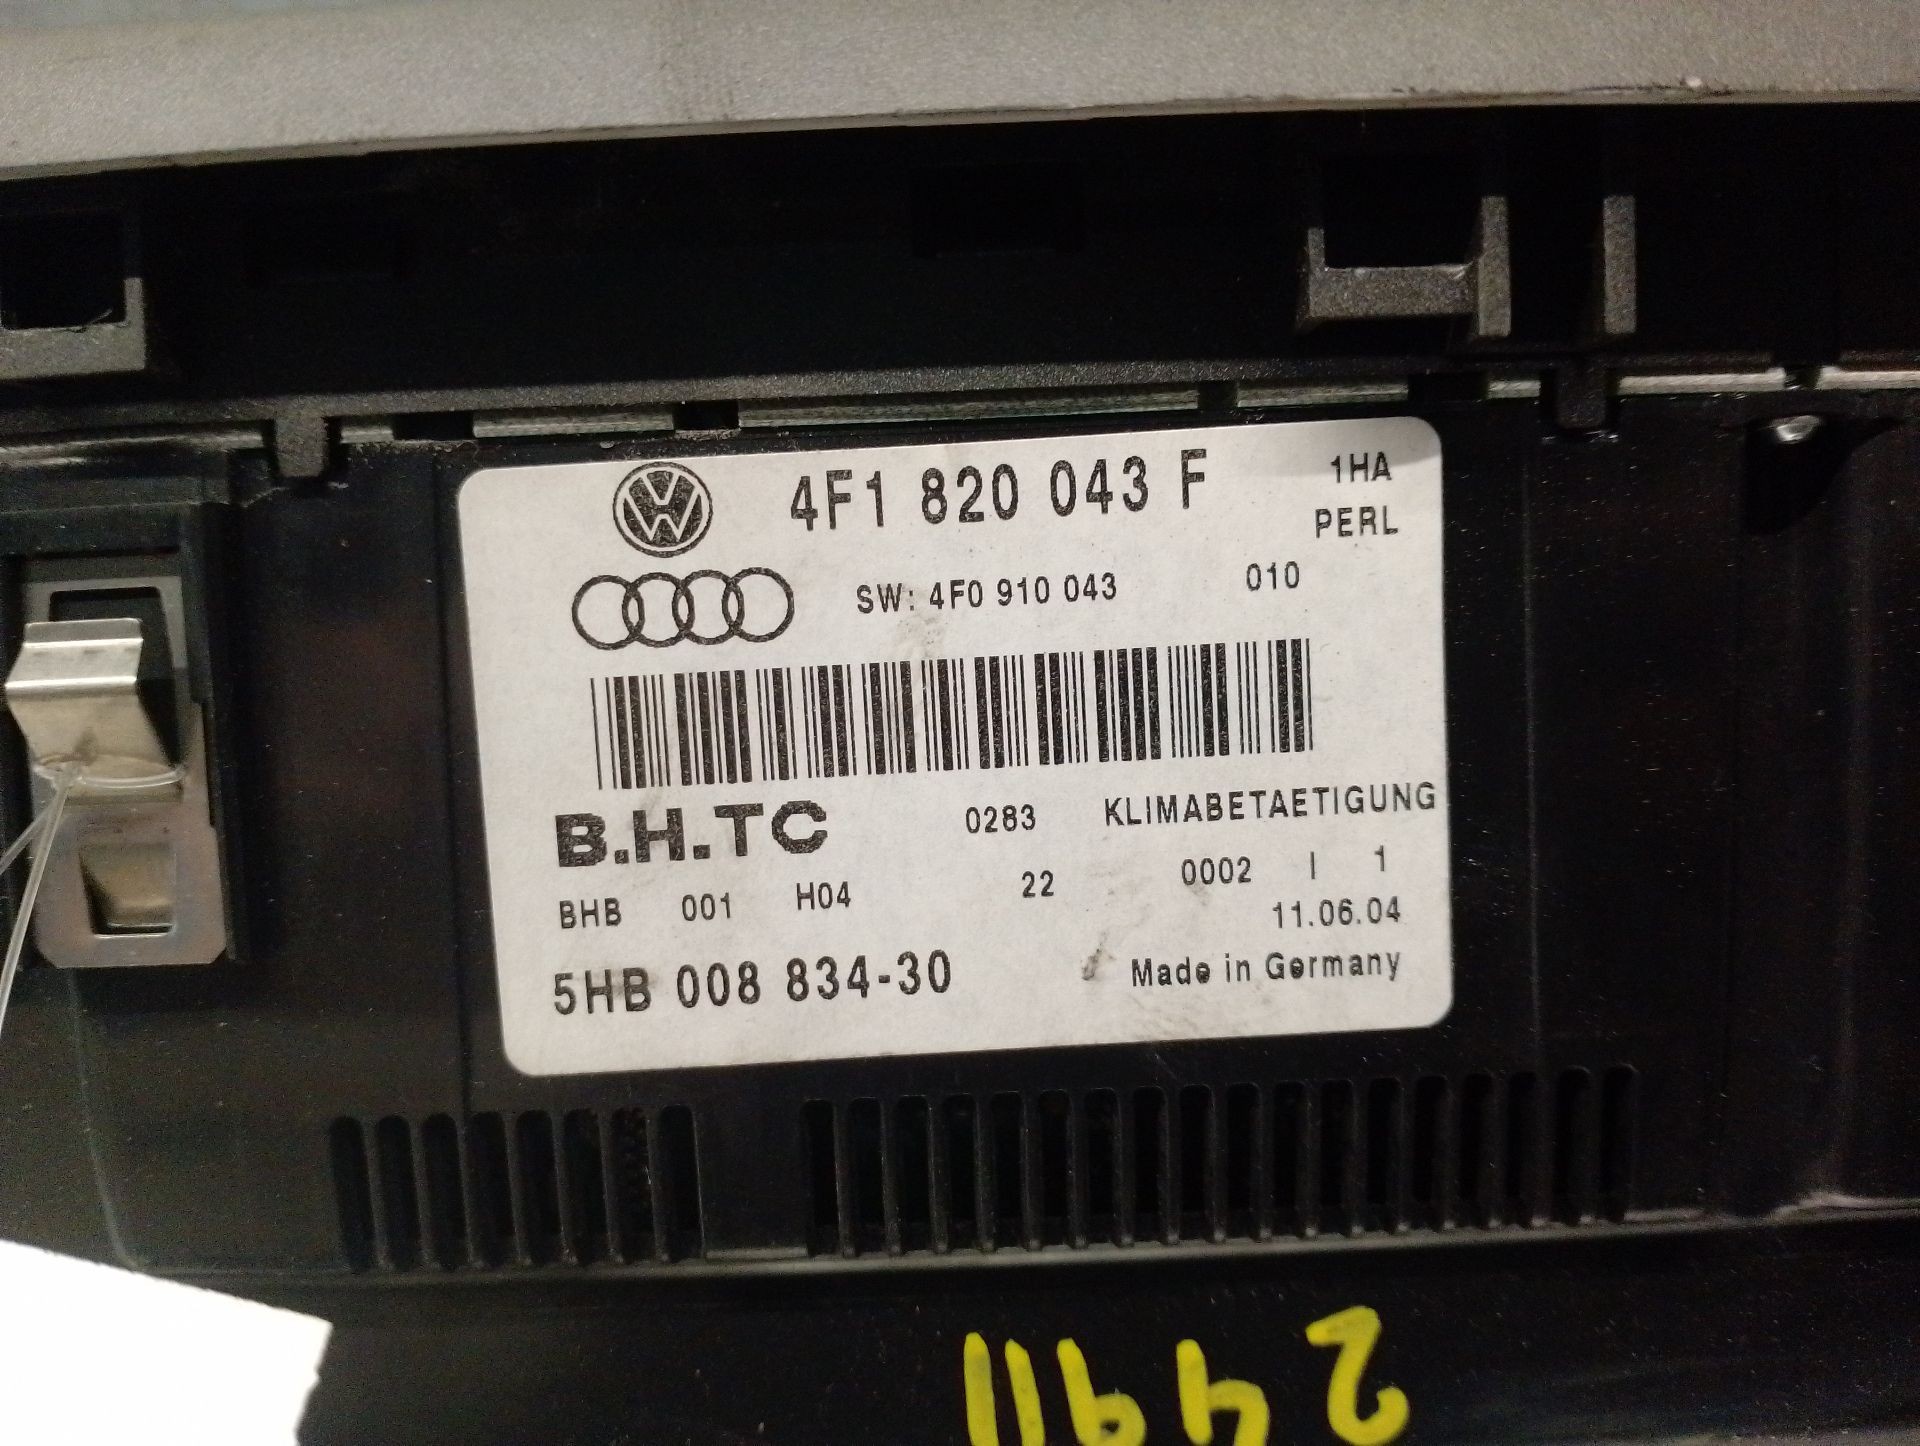 4F1 820 043 F 1HA
PERL
SW: 4F0 910 043 010
B.H.TC 0283 KLIMABETAETIGUNG
BHB 001 H04 22 0002 I 1
11.06.04
5HB 008 834-30 Made in Germany